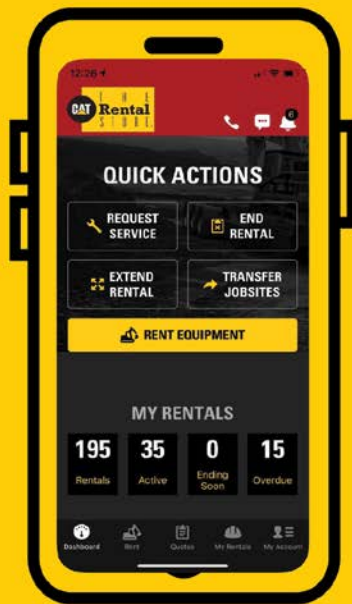 12:26
CAT Rental
STORE
6
QUICK ACTIONS
REQUEST
SERVICE
END
RENTAL
EXTEND
RENTAL
TRANSFER
JOBSITES
RENT EQUIPMENT
MY RENTALS
195
Rentals
35
Active
0
Ending
Soon
15
Overdue
Dashboard
Rent
Quotes
My Rentals
My Account